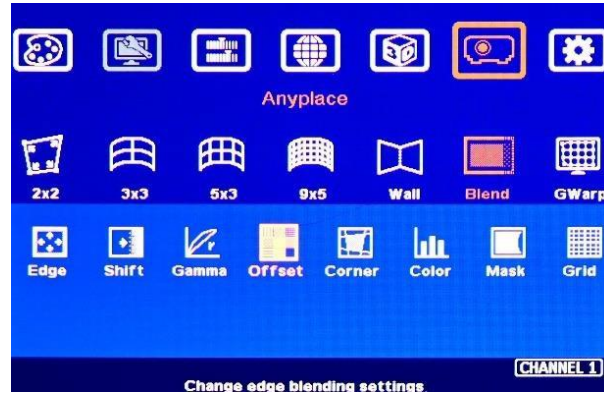 3D
Anyplace
2x2 3x3 5x3 9x5 Wall Blend GWarp
Edge Shift Gamma Offset Corner Color Mask Grid
CHANNEL 1
Change edge blending settings